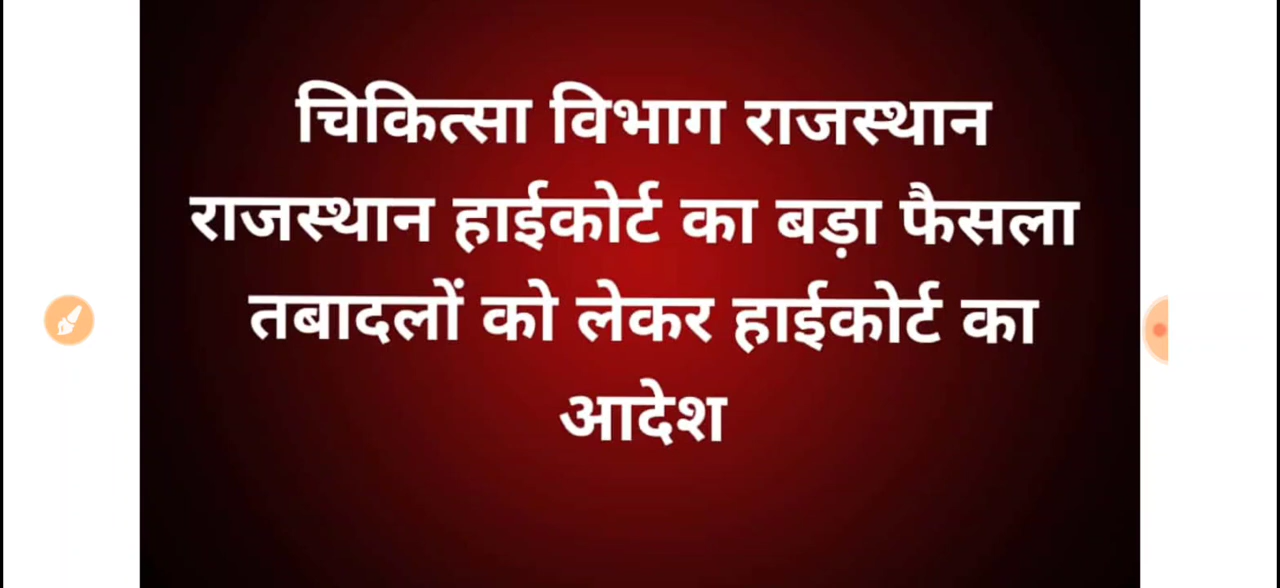 चिकित्सा विभाग राजस्थान
राजस्थान हाईकोर्ट का बड़ा फैसला
तबादलों को लेकर हाईकोर्ट का
आदेश